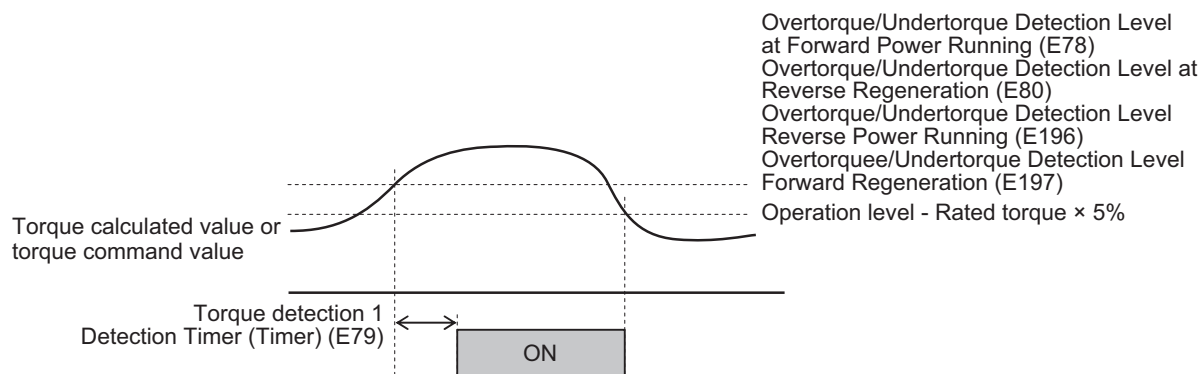 Overtorque/Undertorque Detection Level
at Forward Power Running (E78)
Overtorque/Undertorque Detection Level at
Reverse Regeneration (E80)
Overtorque/Undertorque Detection Level
Reverse Power Running (E196)
Overtorquee/Undertorque Detection Level
Forward Regeneration (E197)
Operation level - Rated torque × 5%
Torque calculated value or
torque command value
Torque detection 1
Detection Timer (Timer) (E79)
ON